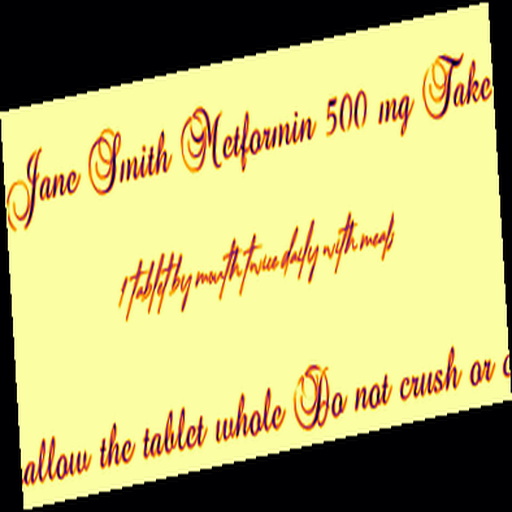 Jane Smith Metformin 500 mg Take
1 tablet by mouth twice daily with meals
allow the tablet whole Do not crush or